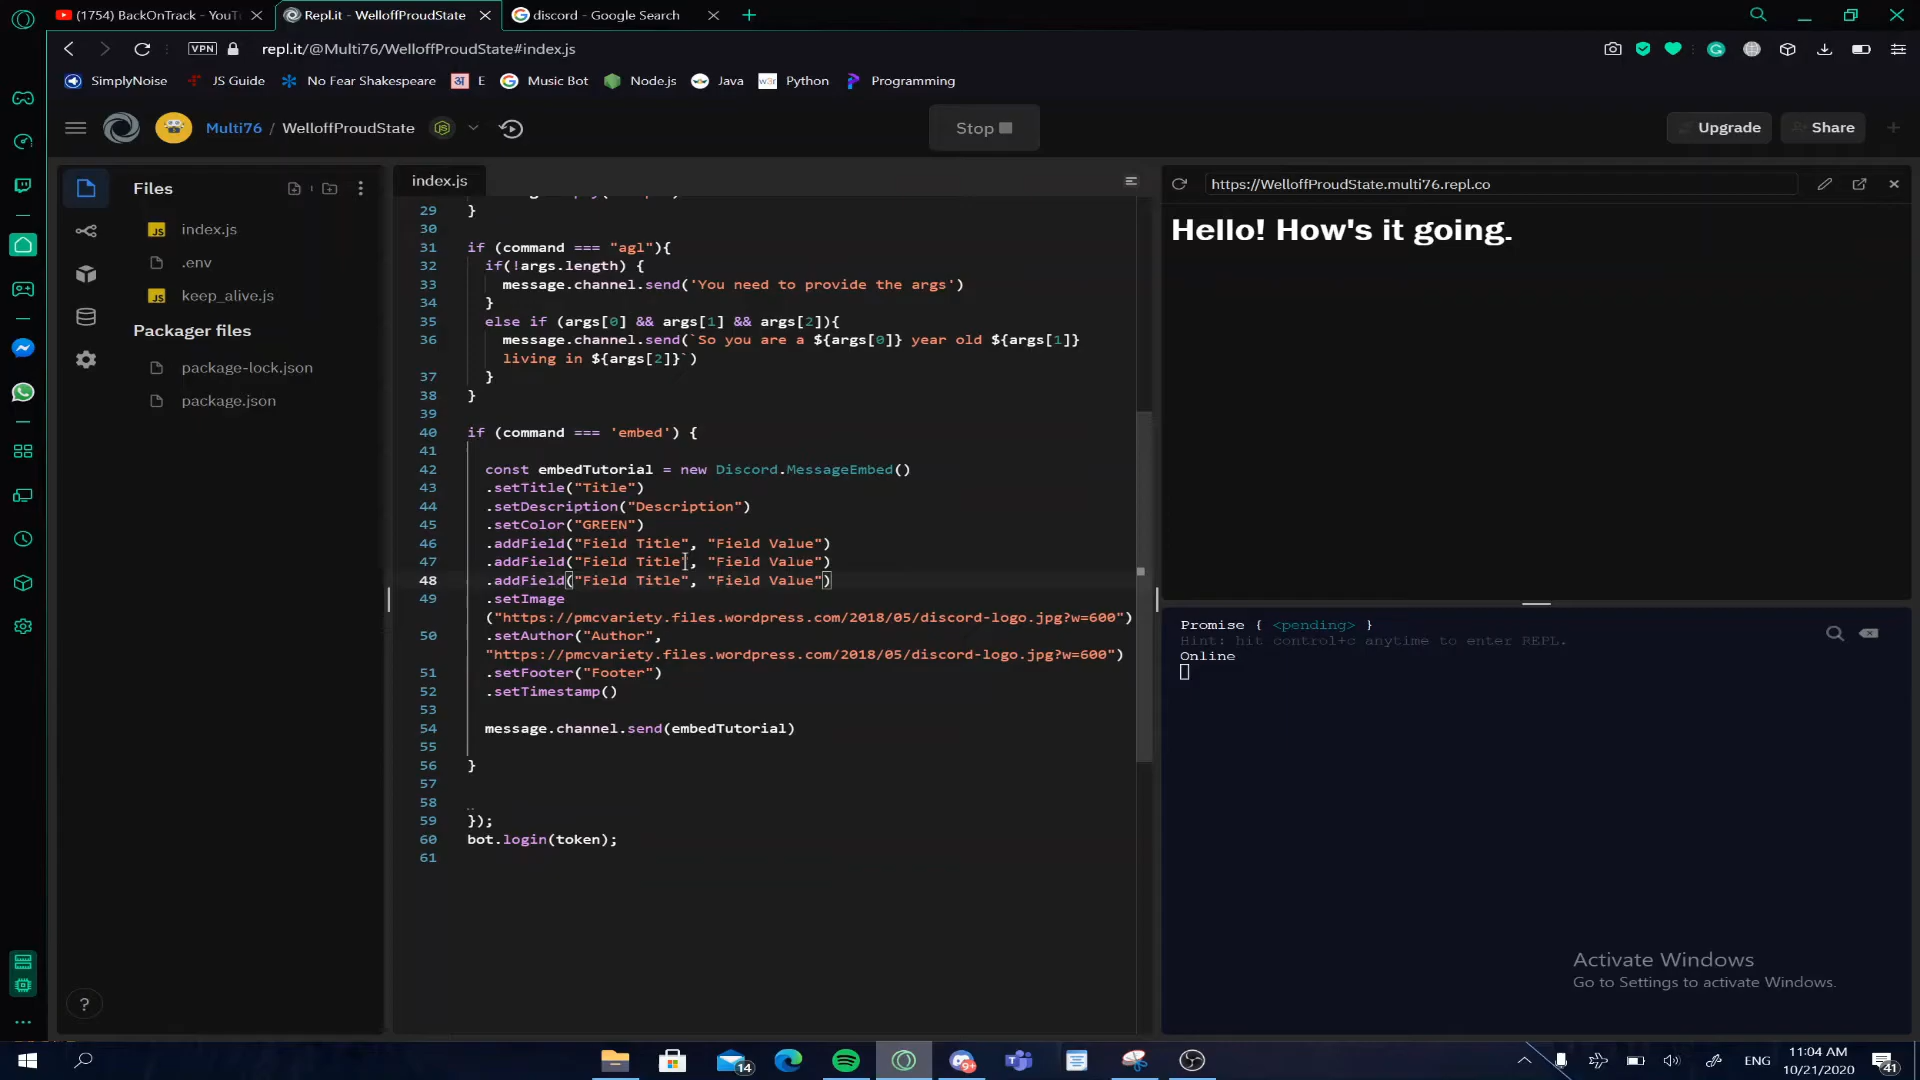 (1754) BackOnTrack - YouT
Repl.it - WelloffProudState
discord - Google Search
VPN
repl.it/@Multi76/WelloffProudState#index.js
SimplyNoise
JS Guide
No Fear Shakespeare
अ E
Music Bot
Node.js
Java
Python
Programming
Multi76 / WelloffProudState
Stop
Upgrade
Share
Files
index.js
.env
keep_alive.js
Packager files
package-lock.json
package.json
index.js
29 }
30
31 if (command === "agl"){
32 if(!args.length) {
33 message.channel.send('You need to provide the args')
34 }
35 else if (args[0] && args[1] && args[2]){
36 message.channel.send(`So you are a ${args[0]} year old ${args[1]}
living in ${args[2]}`)
37 }
38 }
39
40 if (command === 'embed') {
41
42 const embedTutorial = new Discord.MessageEmbed()
43 .setTitle("Title")
44 .setDescription("Description")
45 .setColor("GREEN")
46 .addField("Field Title", "Field Value")
47 .addField("Field Title", "Field Value")
48 .addField("Field Title", "Field Value")
49 .setImage
("https://pmcvariety.files.wordpress.com/2018/05/discord-logo.jpg?w=600")
50 .setAuthor("Author",
"https://pmcvariety.files.wordpress.com/2018/05/discord-logo.jpg?w=600")
51 .setFooter("Footer")
52 .setTimestamp()
53
54 message.channel.send(embedTutorial)
55
56 }
57
58
59 });
60 bot.login(token);
61
https://WelloffProudState.multi76.repl.co
Hello! How's it going.
Promise { <pending> }
Hint: hit control+c anytime to enter REPL.
Online
Activate Windows
Go to Settings to activate Windows.
14
9+
ENG
11:04 AM
10/21/2020
41